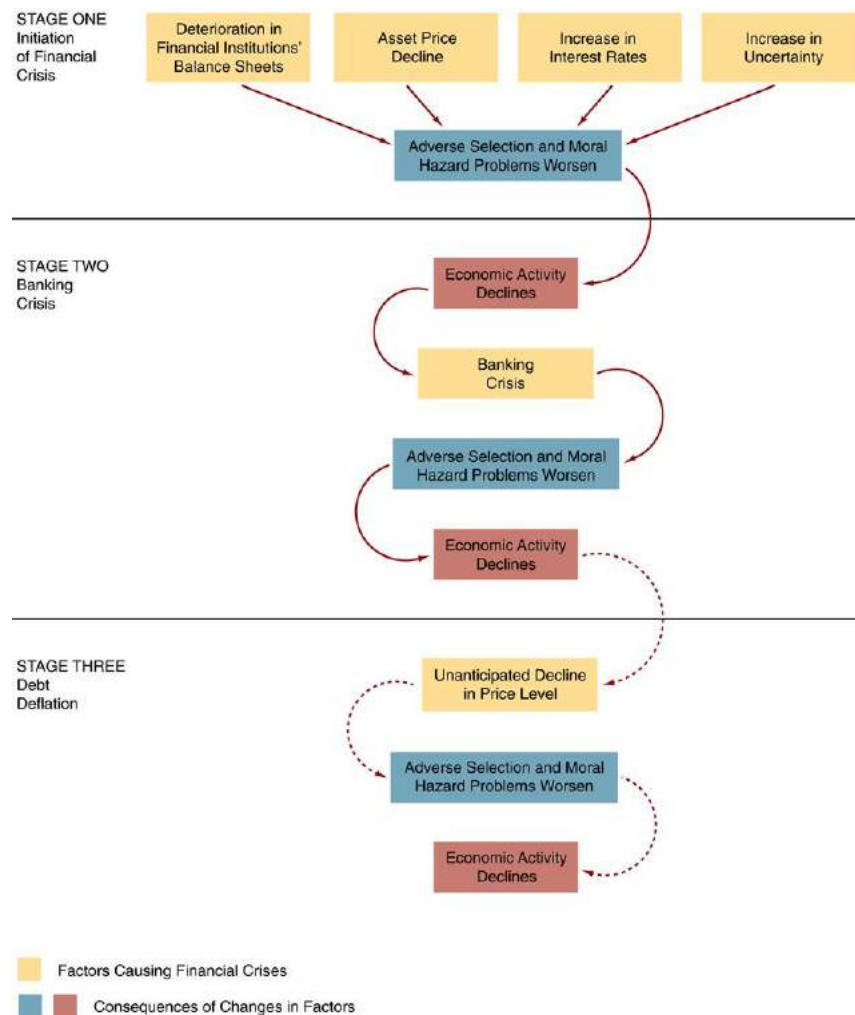 STAGE ONE
Initiation
of Financial
Crisis
Deterioration in
Financial Institutions’
Balance Sheets
Asset Price
Decline
Increase in
Interest Rates
Increase in
Uncertainty
Adverse Selection and Moral
Hazard Problems Worsen
STAGE TWO
Banking
Crisis
Economic Activity
Declines
Banking
Crisis
Adverse Selection and Moral
Hazard Problems Worsen
Economic Activity
Declines
STAGE THREE
Debt
Deflation
Unanticipated Decline
in Price Level
Adverse Selection and Moral
Hazard Problems Worsen
Economic Activity
Declines
Factors Causing Financial Crises
Consequences of Changes in Factors